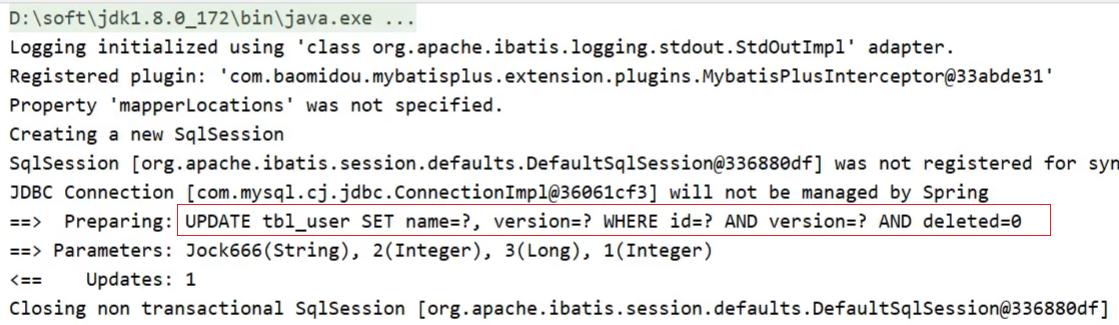 D:\soft\jdk1.8.0_172\bin\java.exe ...
Logging initialized using 'class org.apache.ibatis.logging.stdout.StdOutImpl' adapter.
Registered plugin: 'com.baomidou.mybatisplus.extension.plugins.MybatisPlusInterceptor@33abde31'
Property 'mapperLocations' was not specified.
Creating a new SqlSession
SqlSession [org.apache.ibatis.session.defaults.DefaultSqlSession@336880df] was not registered for syn
JDBC Connection [com.mysql.cj.jdbc.ConnectionImpl@36061cf3] will not be managed by Spring
==>  Preparing: UPDATE tbl_user SET name=?, version=? WHERE id=? AND version=? AND deleted=0
==> Parameters: Jock666(String), 2(Integer), 3(Long), 1(Integer)
<==    Updates: 1
Closing non transactional SqlSession [org.apache.ibatis.session.defaults.DefaultSqlSession@336880df]